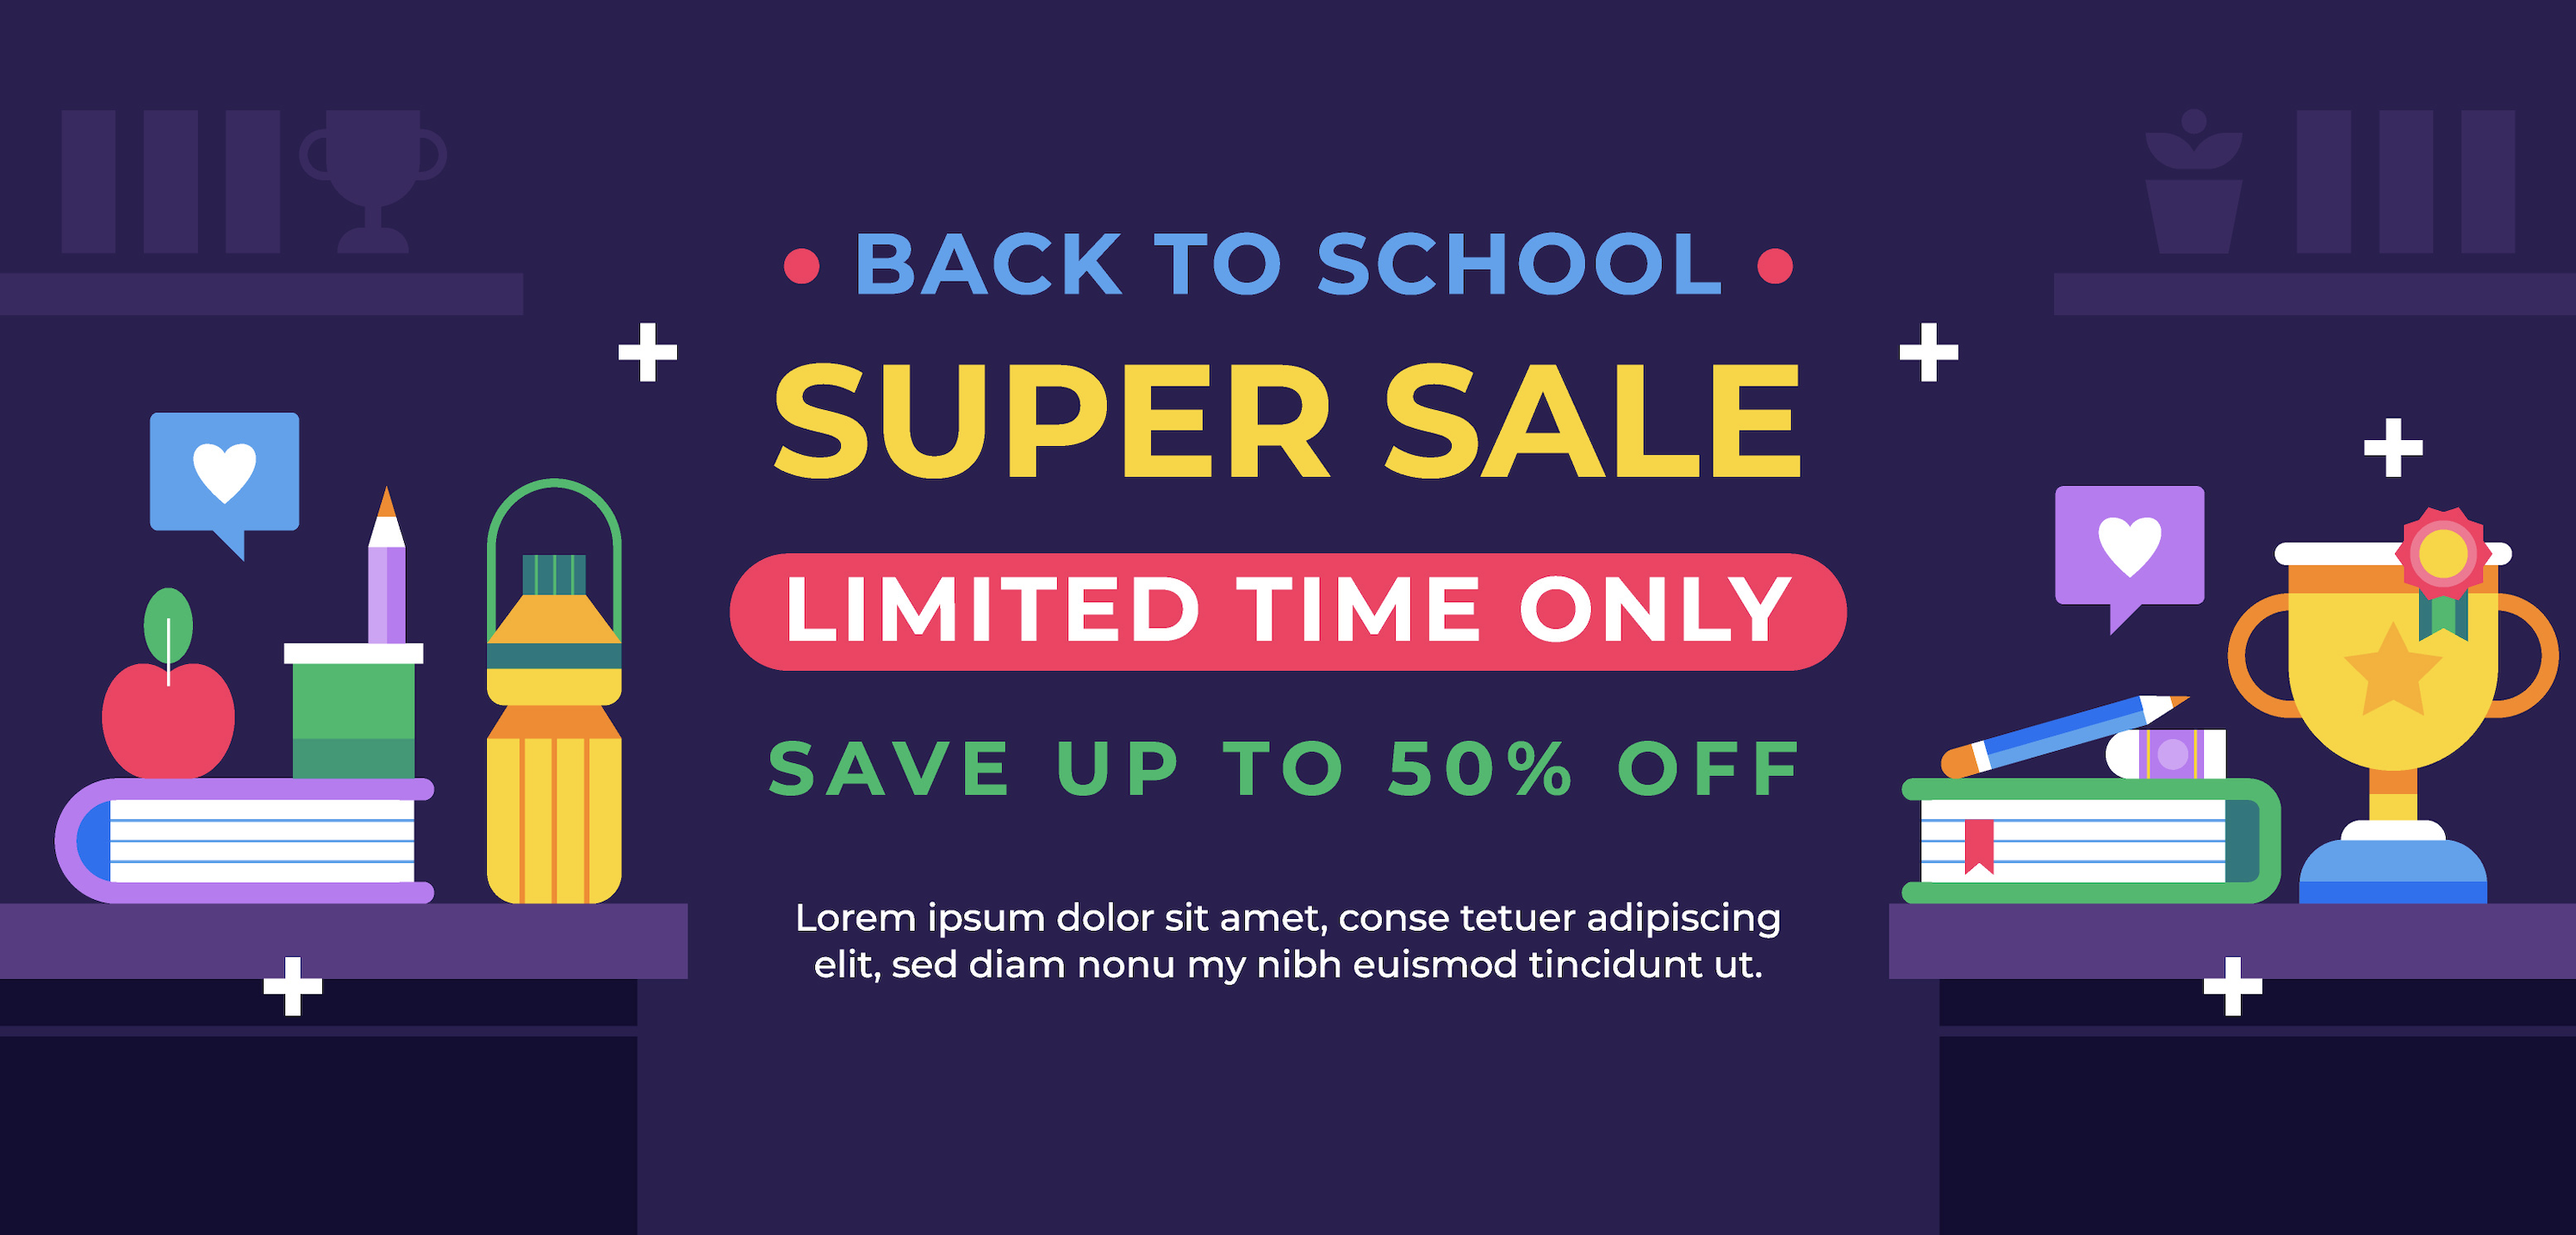 BACK TO SCHOOL
SUPER SALE
LIMITED TIME ONLY
SAVE UP TO 50% OFF
Lorem ipsum dolor sit amet, conse tetuer adipiscing
elit, sed diam nonu my nibh euismod tincidunt ut.